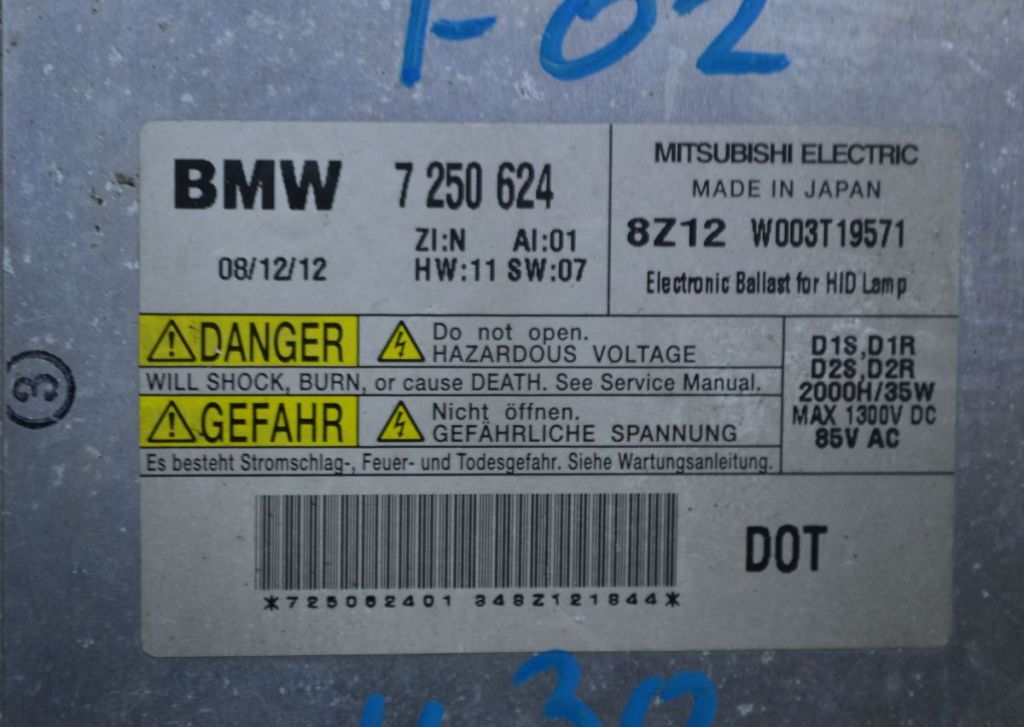 F02
BMW 7 250 624
ZI:N AI:01
08/12/12 HW:11 SW:07
MITSUBISHI ELECTRIC
MADE IN JAPAN
8Z12 W003T19571
Electronic Ballast for HID Lamp
DANGER Do not open.
HAZARDOUS VOLTAGE
WILL SHOCK, BURN, or cause DEATH. See Service Manual.
GEFAHR Nicht öffnen.
GEFÄHRLICHE SPANNUNG
Es besteht Stromschlag-, Feuer- und Todesgefahr. Siehe Wartungsanleitung.
D1S,D1R
D2S,D2R
2000H/35W
MAX 1300V DC
85V AC
3
*725062401 348Z121844*
DOT